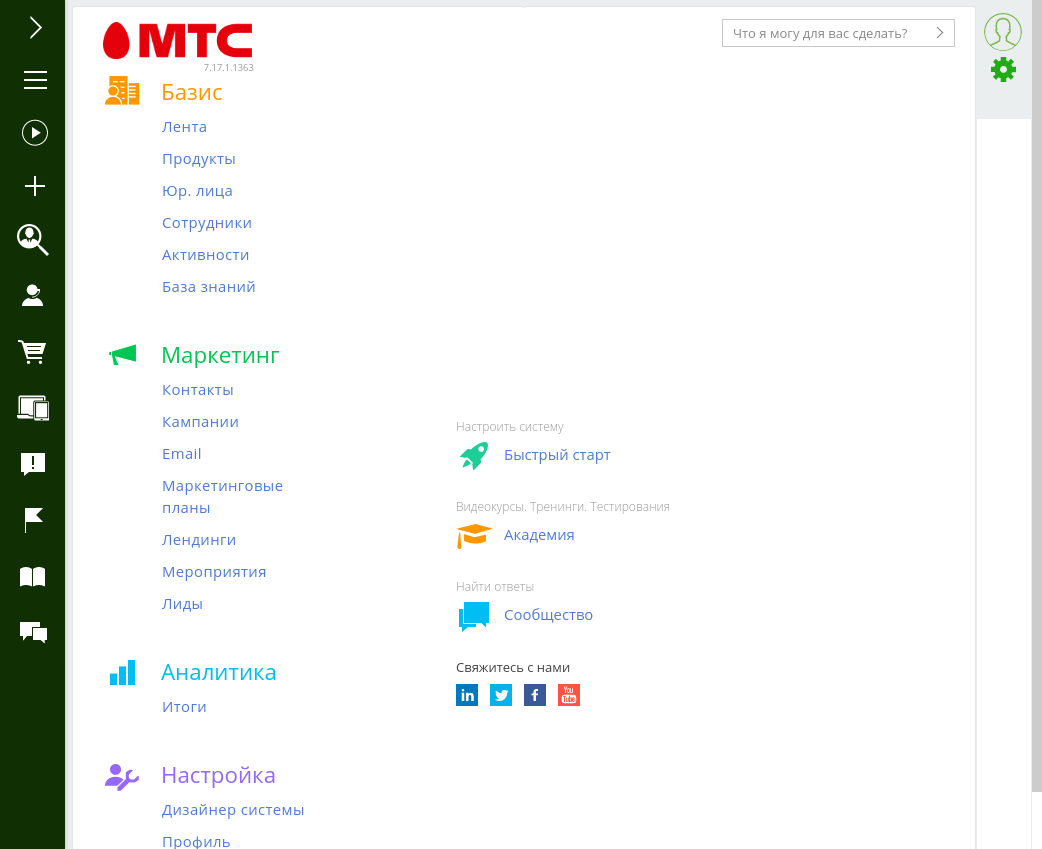 МТС
7.17.1.1363
Что я могу для вас сделать?
Базис
Лента
Продукты
Юр. лица
Сотрудники
Активности
База знаний
Маркетинг
Контакты
Кампании
Email
Маркетинговые
планы
Лендинги
Мероприятия
Лиды
Аналитика
Итоги
Настройка
Дизайнер системы
Профиль
Настроить систему
Быстрый старт
Видеокурсы. Тренинги. Тестирования
Академия
Найти ответы
Сообщество
Свяжитесь с нами
in
f
You
Tube